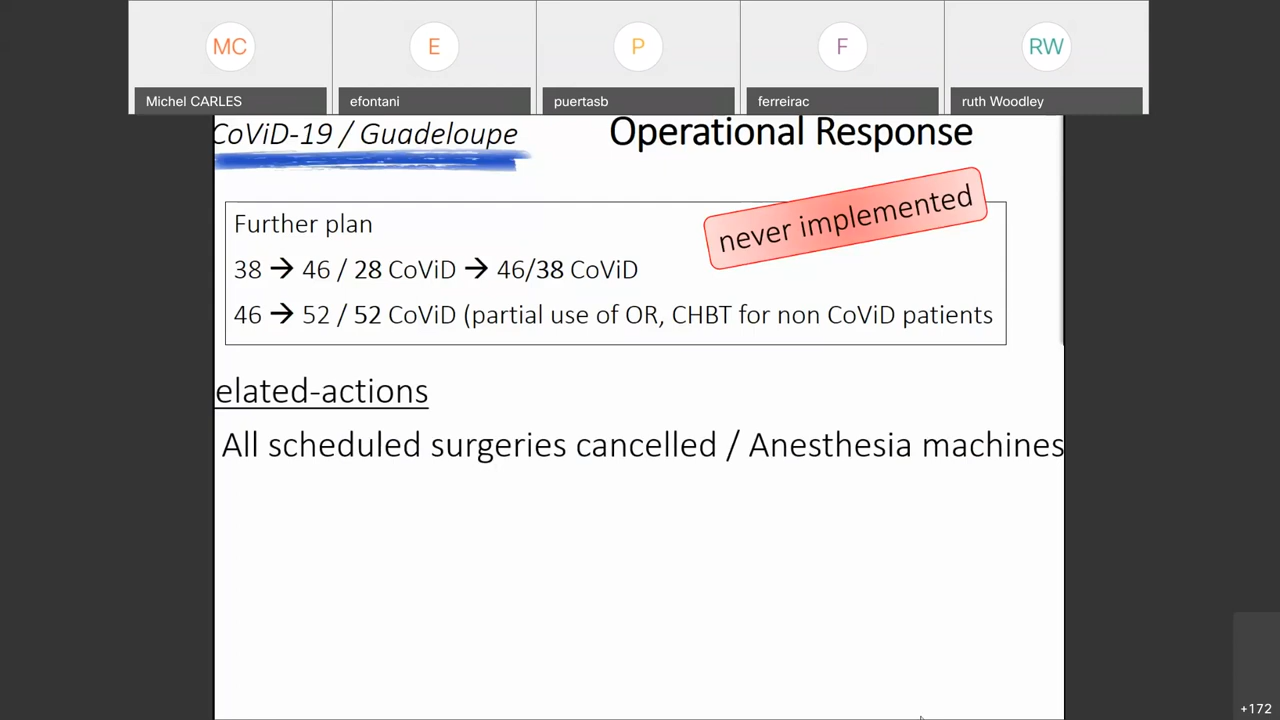 MC
E
P
F
RW
Michel CARLES
efontani
puertasb
ferreirac
ruth Woodley
CoViD-19 / Guadeloupe
Operational Response
never implemented
Further plan
38 → 46 / 28 CoViD → 46/38 CoViD
46 → 52 / 52 CoViD (partial use of OR, CHBT for non CoViD patients
elated-actions
All scheduled surgeries cancelled / Anesthesia machines
+172